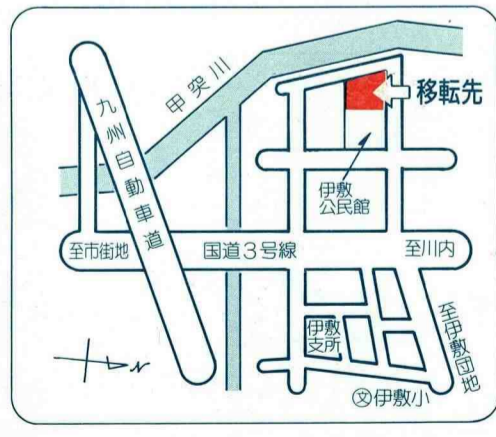 甲突川
九州自動車道
移転先
伊敷
公民館
至市街地
国道3号線
至川内
伊敷
支所
至伊敷団地
文伊敷小
N